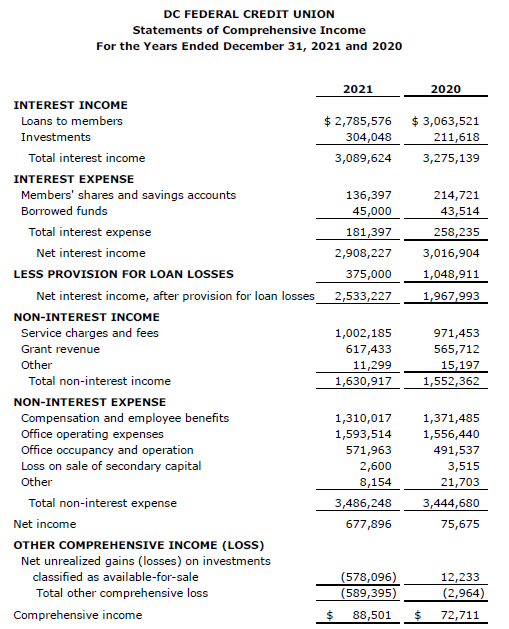 DC FEDERAL CREDIT UNION
Statements of Comprehensive Income
For the Years Ended December 31, 2021 and 2020
2021 2020
INTEREST INCOME
Loans to members $ 2,785,576 $ 3,063,521
Investments 304,048 211,618
Total interest income 3,089,624 3,275,139
INTEREST EXPENSE
Members' shares and savings accounts 136,397 214,721
Borrowed funds 45,000 43,514
Total interest expense 181,397 258,235
Net interest income 2,908,227 3,016,904
LESS PROVISION FOR LOAN LOSSES 375,000 1,048,911
Net interest income, after provision for loan losses 2,533,227 1,967,993
NON-INTEREST INCOME
Service charges and fees 1,002,185 971,453
Grant revenue 617,433 565,712
Other 11,299 15,197
Total non-interest income 1,630,917 1,552,362
NON-INTEREST EXPENSE
Compensation and employee benefits 1,310,017 1,371,485
Office operating expenses 1,593,514 1,556,440
Office occupancy and operation 571,963 491,537
Loss on sale of secondary capital 2,600 3,515
Other 8,154 21,703
Total non-interest expense 3,486,248 3,444,680
Net income 677,896 75,675
OTHER COMPREHENSIVE INCOME (LOSS)
Net unrealized gains (losses) on investments
classified as available-for-sale (578,096) 12,233
Total other comprehensive loss (589,395) (2,964)
Comprehensive income $ 88,501 $ 72,711